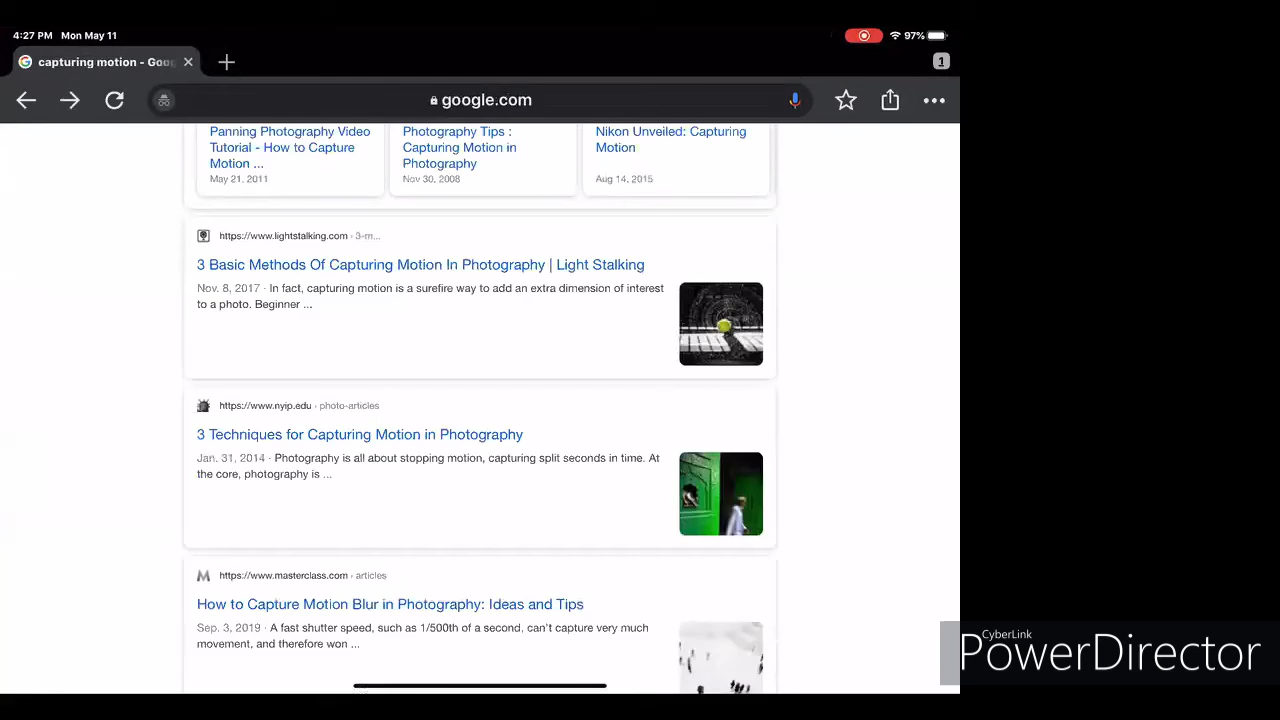 4:27 PM Mon May 11
97%
capturing motion - Goog
1
google.com
Panning Photography Video
Tutorial - How to Capture
Motion ...
May 21, 2011
Photography Tips :
Capturing Motion in
Photography
Nov 30, 2008
Nikon Unveiled: Capturing
Motion
Aug 14, 2015
https://www.lightstalking.com › 3-m...
3 Basic Methods Of Capturing Motion In Photography | Light Stalking
Nov. 8, 2017 · In fact, capturing motion is a surefire way to add an extra dimension of interest
to a photo. Beginner ...
https://www.nyip.edu › photo-articles
3 Techniques for Capturing Motion in Photography
Jan. 31, 2014 · Photography is all about stopping motion, capturing split seconds in time. At
the core, photography is ...
https://www.masterclass.com › articles
How to Capture Motion Blur in Photography: Ideas and Tips
Sep. 3, 2019 · A fast shutter speed, such as 1/500th of a second, can't capture very much
movement, and therefore won ...
CyberLink
PowerDirector